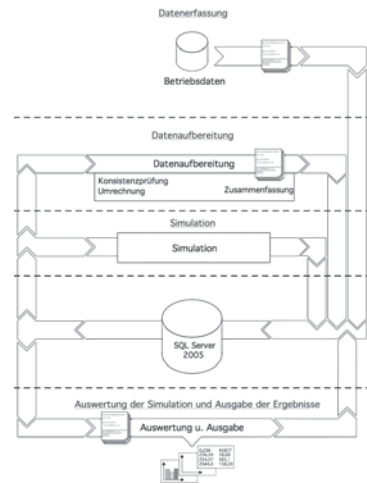 Datenerfassung
Betriebsdaten
Datenaufbereitung
Datenaufbereitung
Konsistenzprüfung
Umrechnung
Zusammenfassung
Simulation
Simulation
SQL Server
2005
Auswertung der Simulation und Ausgabe der Ergebnisse
Auswertung u. Ausgabe